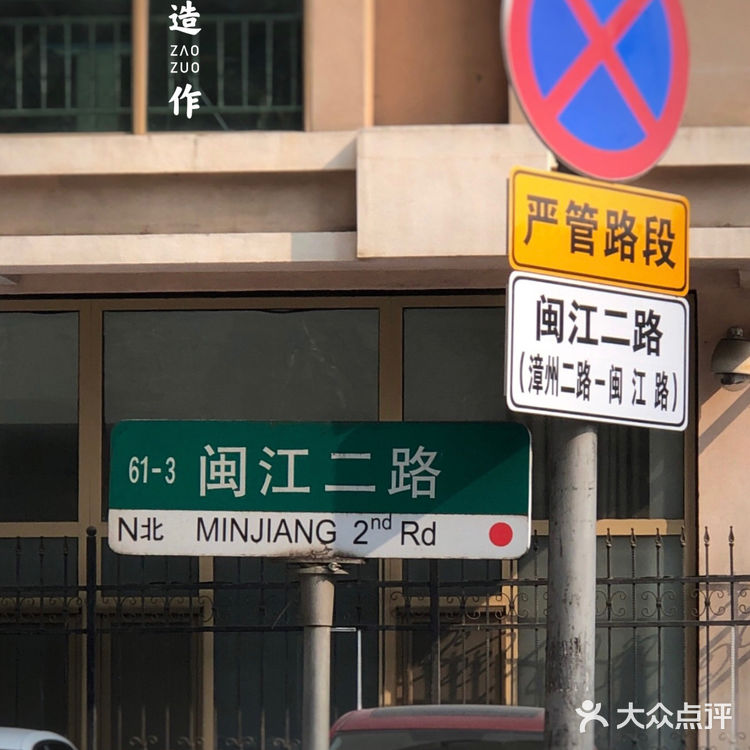 造
ZAO
ZUO
作
严管路段
闽江二路
(漳州二路-闽江路)
61-3 闽江二路
N北 MINJIANG 2nd Rd
大众点评